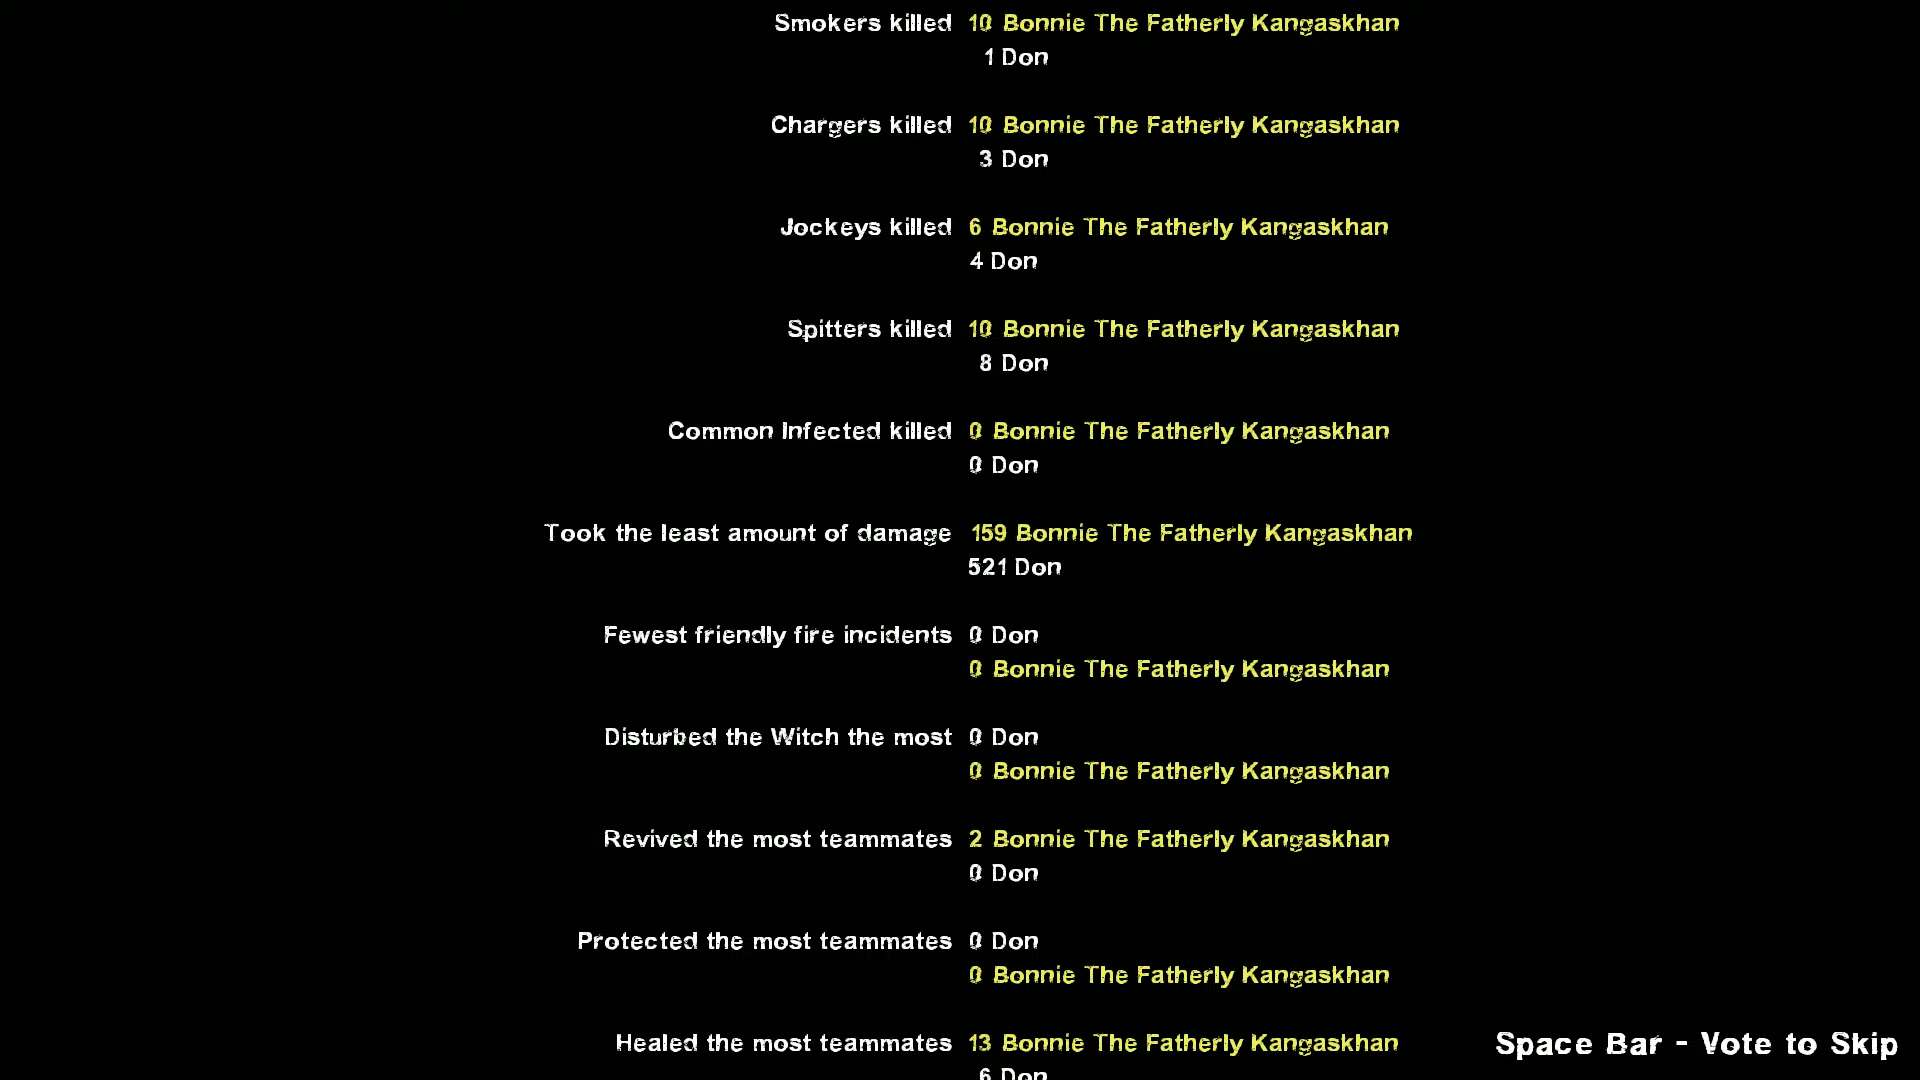 Smokers killed 10 Bonnie The Fatherly Kangaskhan
1 Don
Chargers killed 10 Bonnie The Fatherly Kangaskhan
3 Don
Jockeys killed 6 Bonnie The Fatherly Kangaskhan
4 Don
Spitters killed 10 Bonnie The Fatherly Kangaskhan
8 Don
Common Infected killed 0 Bonnie The Fatherly Kangaskhan
0 Don
Took the least amount of damage 159 Bonnie The Fatherly Kangaskhan
521 Don
Fewest friendly fire incidents 0 Don
0 Bonnie The Fatherly Kangaskhan
Disturbed the Witch the most 0 Don
0 Bonnie The Fatherly Kangaskhan
Revived the most teammates 2 Bonnie The Fatherly Kangaskhan
0 Don
Protected the most teammates 0 Don
0 Bonnie The Fatherly Kangaskhan
Healed the most teammates 13 Bonnie The Fatherly Kangaskhan
6 Don
Space Bar - Vote to Skip